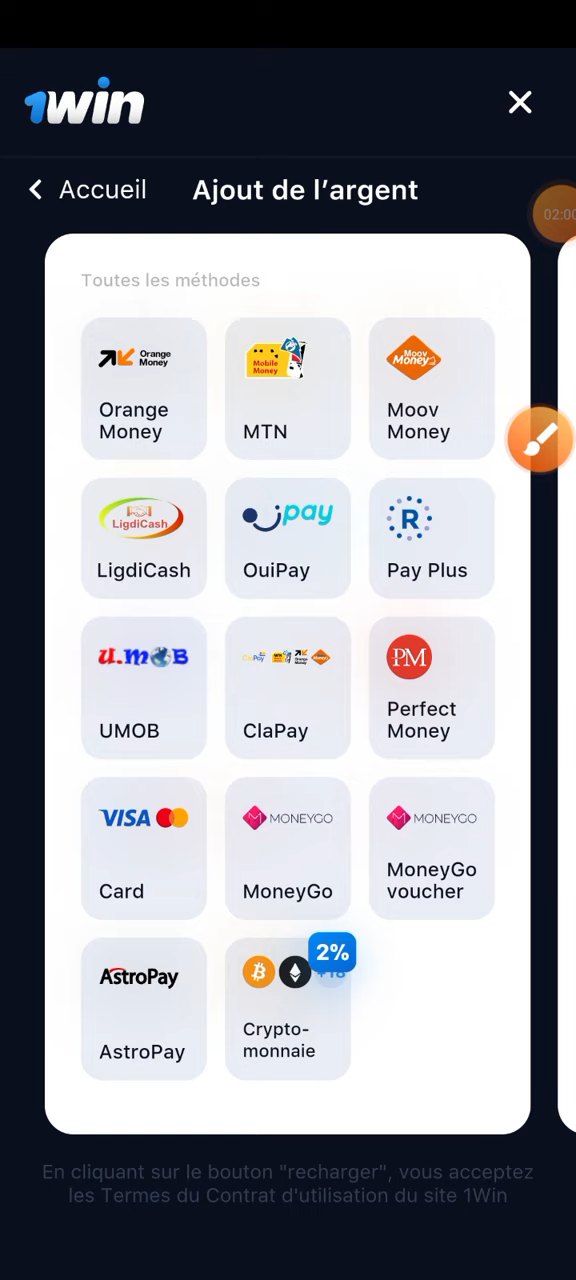 1win
Accueil
Ajout de l’argent
02:00
Toutes les méthodes
Orange
Money
Orange
Money
Mobile
Money
MTN
Moov
Money
Moov
Money
LigdiCash
LigdiCash
pay
OuiPay
R
Pay Plus
u.moB
UMOB
ClaPay
PM
Perfect
Money
VISA
Card
MONEYGO
MoneyGo
MONEYGO
MoneyGo
voucher
AstroPay
AstroPay
2%
+18
Crypto-
monnaie
En cliquant sur le bouton "recharger", vous acceptez
les Termes du Contrat d'utilisation du site 1Win